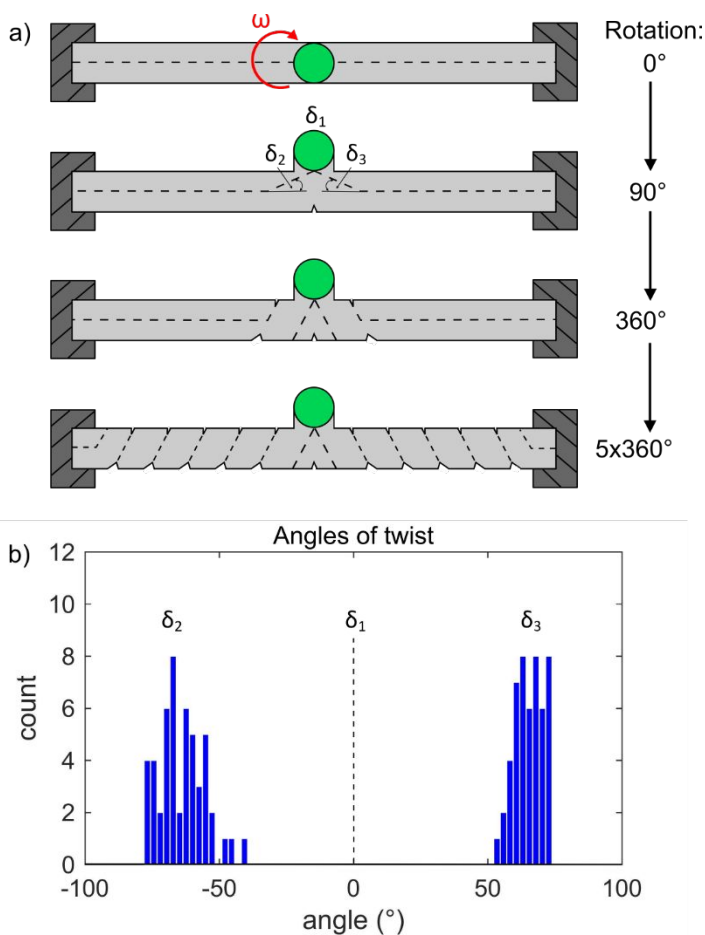 a)
ω
Rotation:
0°
δ1
δ2
δ3
90°
360°
5x360°
b)
Angles of twist
12
10
8
6
4
2
0
count
δ2
δ1
δ3
-100
-50
0
50
100
angle (°)